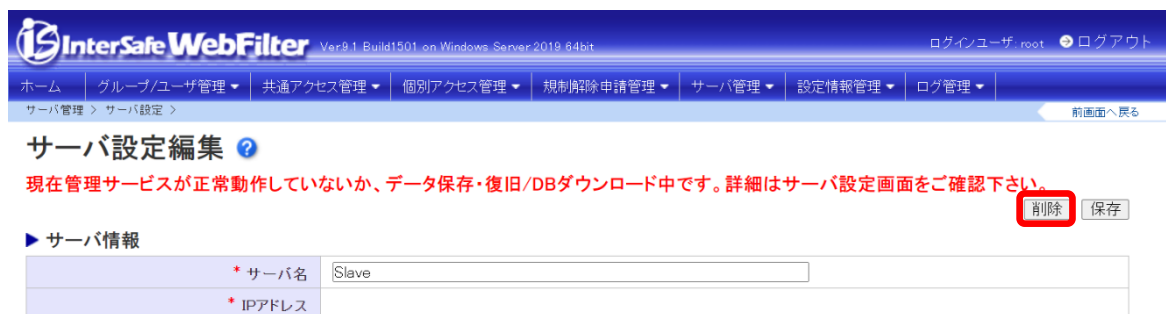 InterSafe WebFilter Ver.9.1 Build1501 on Windows Server 2019 64bit ログインユーザ: root ログアウト
ホーム グループ/ユーザ管理▼ 共通アクセス管理▼ 個別アクセス管理▼ 規制解除申請管理▼ サーバ管理▼ 設定情報管理▼ ログ管理▼
サーバ管理 > サーバ設定 > 前画面へ戻る
サーバ設定編集 ?
現在管理サービスが正常動作していないか、データ保存・復旧/DBダウンロード中です。詳細はサーバ設定画面をご確認下さい。
削除 保存
▶ サーバ情報
* サーバ名 Slave
* IPアドレス